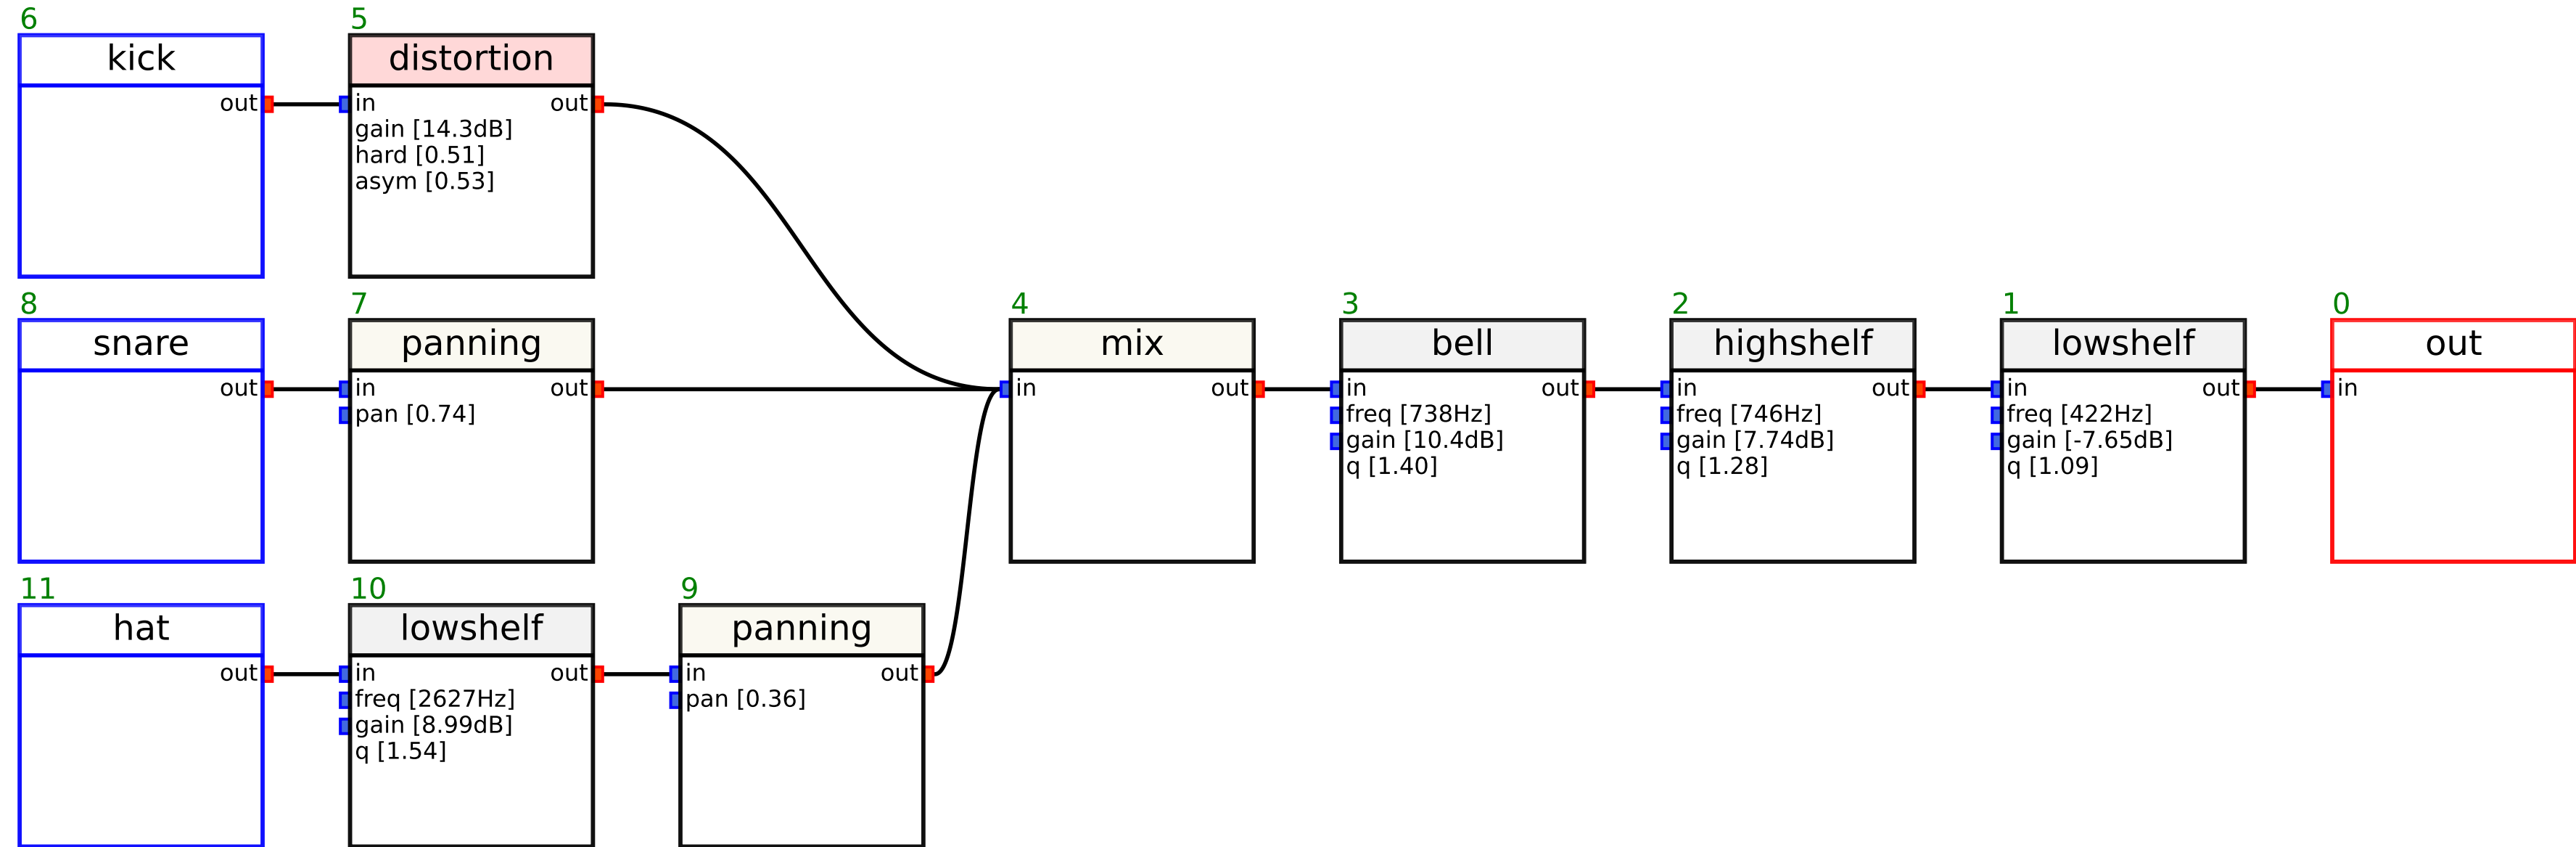 6
kick
out
5
distortion
in out
gain [14.3dB]
hard [0.51]
asym [0.53]
8
snare
out
7
panning
in out
pan [0.74]
4
mix
in out
3
bell
in out
freq [738Hz]
gain [10.4dB]
q [1.40]
2
highshelf
in out
freq [746Hz]
gain [7.74dB]
q [1.28]
1
lowshelf
in out
freq [422Hz]
gain [-7.65dB]
q [1.09]
0
out
in
11
hat
out
10
lowshelf
in out
freq [2627Hz]
gain [8.99dB]
q [1.54]
9
panning
in out
pan [0.36]